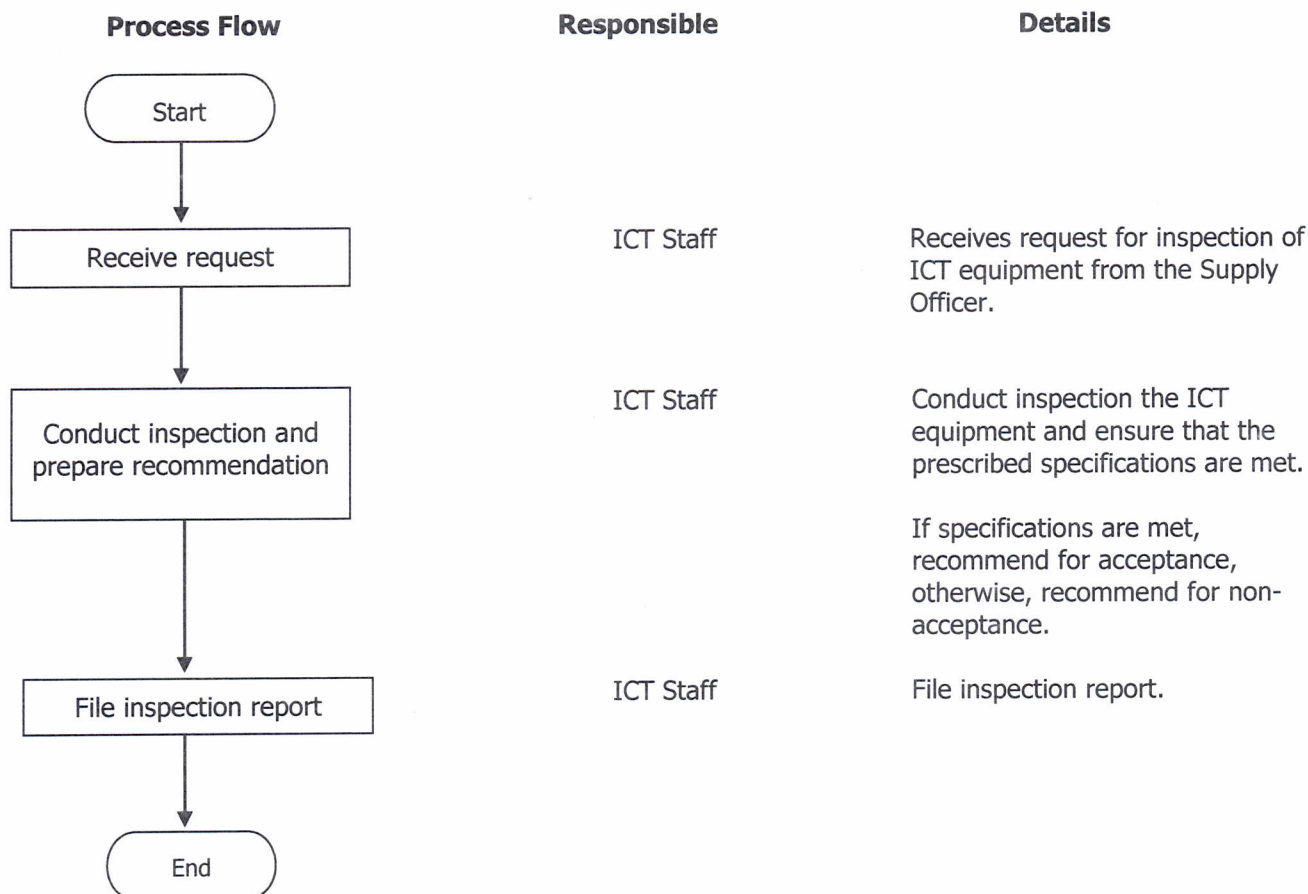 Process Flow
Responsible
Details
Start
Receive request
ICT Staff
Receives request for inspection of
ICT equipment from the Supply
Officer.
Conduct inspection and
prepare recommendation
ICT Staff
Conduct inspection the ICT
equipment and ensure that the
prescribed specifications are met.
If specifications are met,
recommend for acceptance,
otherwise, recommend for non-
acceptance.
File inspection report
ICT Staff
File inspection report.
End